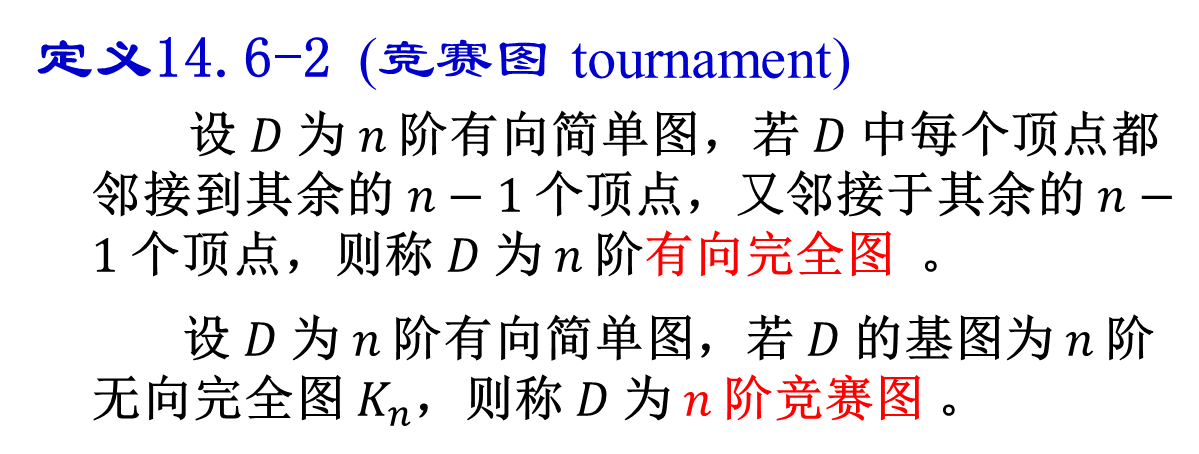 定义14.6-2 (竞赛图 tournament)
设 D 为 n 阶有向简单图，若 D 中每个顶点都
邻接到其余的 n − 1 个顶点，又邻接于其余的 n −
1 个顶点，则称 D 为 n 阶有向完全图 。
设 D 为 n 阶有向简单图，若 D 的基图为 n 阶
无向完全图 Kₙ，则称 D 为 n 阶竞赛图 。